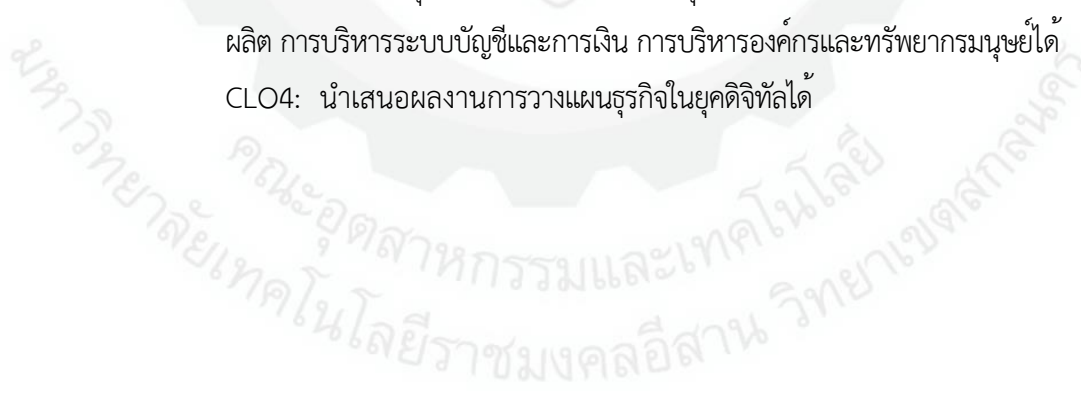 ผลิต การบริหารระบบบัญชีและการเงิน การบริหารองค์กรและทรัพยากรมนุษย์ได้
CLO4: นำเสนอผลงานการวางแผนธุรกิจในยุคดิจิทัลได้
คณะอุตสาหกรรมและเทคโนโลยี
มหาวิทยาลัยเทคโนโลยีราชมงคลอีสาน วิทยาเขตสกลนคร